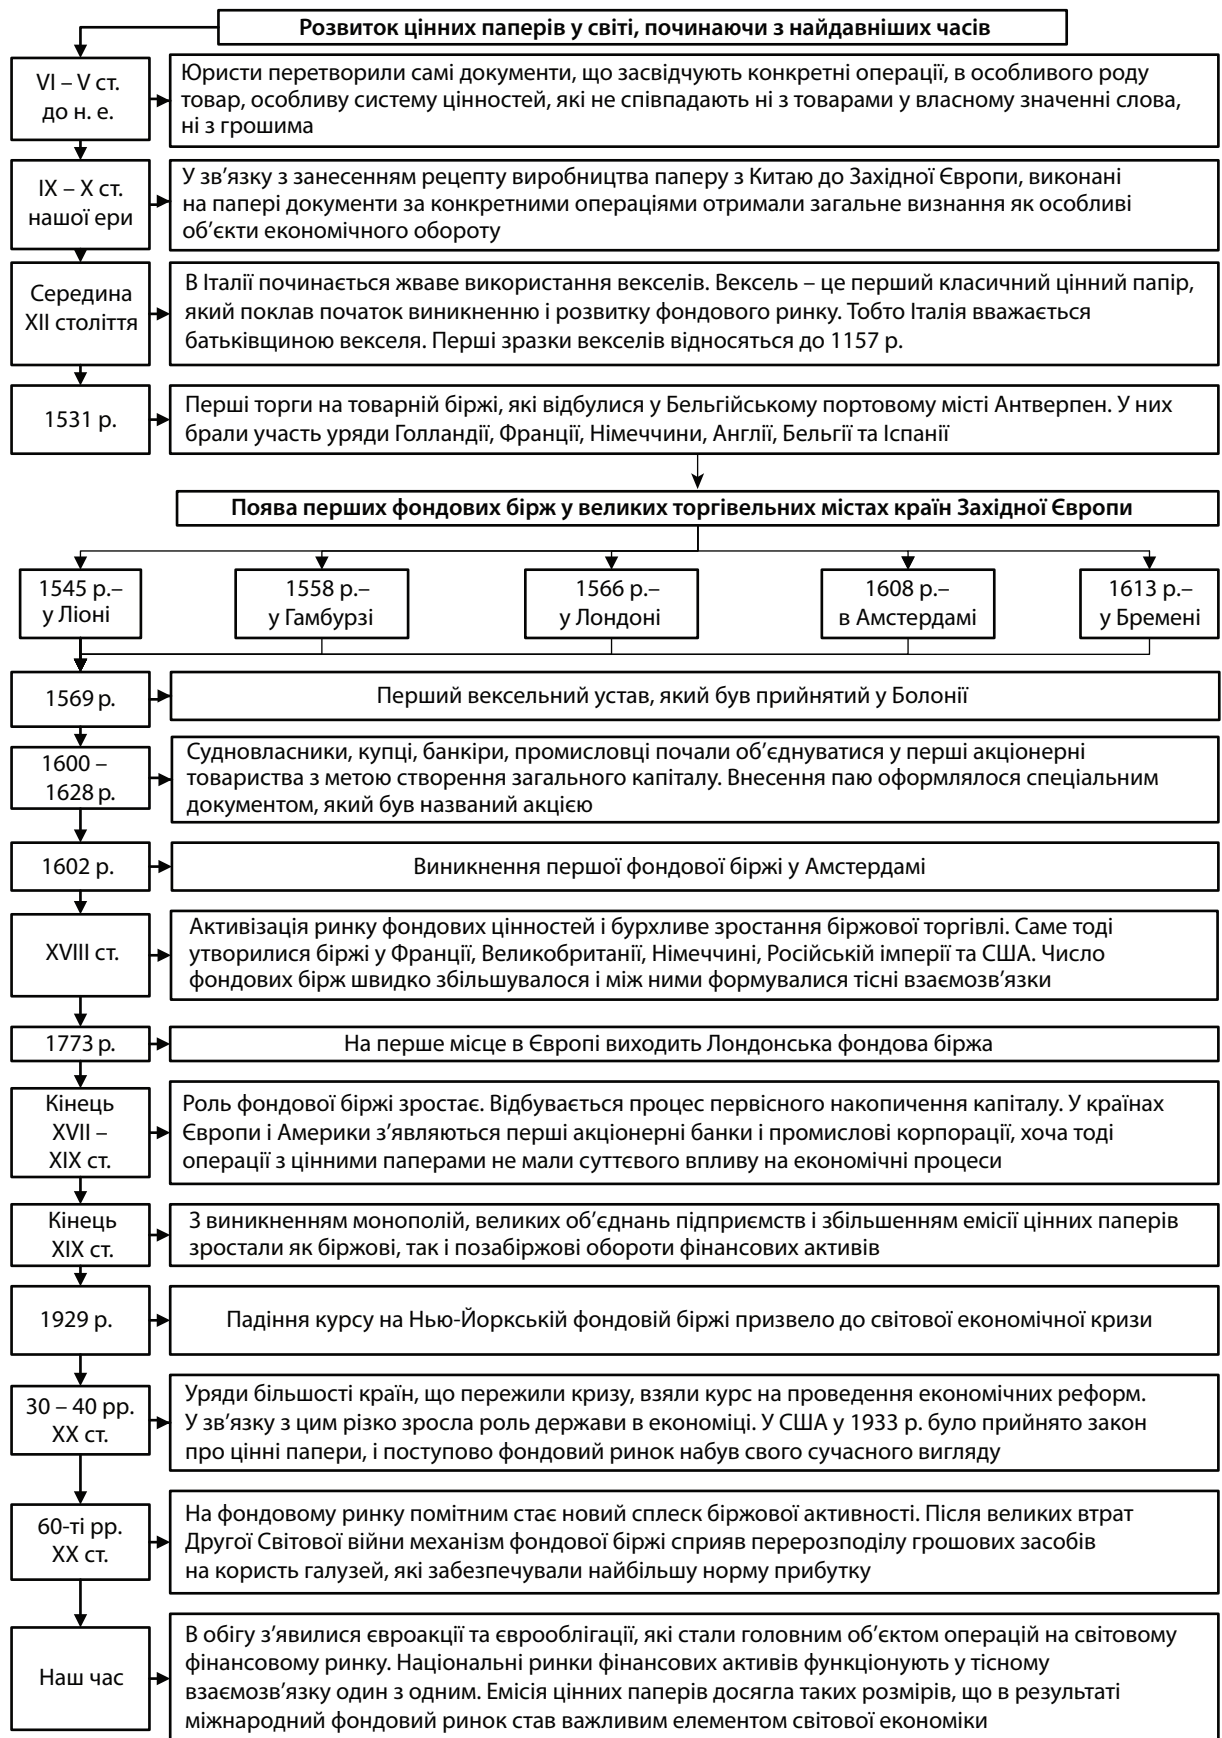 Розвиток цінних паперів у світі, починаючи з найдавніших часів
VI – V ст.
до н. е.
Юристи перетворили самі документи, що засвідчують конкретні операції, в особливого роду
товар, особливу систему цінностей, які не співпадають ні з товарами у власному значенні слова,
ні з грошима
IX – X ст.
нашої ери
У зв'язку з занесенням рецепту виробництва паперу з Китаю до Західної Європи, виконані
на папері документи за конкретними операціями отримали загальне визнання як особливі
об'єкти економічного обороту
Середина
XII століття
В Італії починається жваве використання векселів. Вексель – це перший класичний цінний папір,
який поклав початок виникненню і розвитку фондового ринку. Тобто Італія вважається
батьківщиною векселя. Перші зразки векселів відносяться до 1157 р.
1531 р.
Перші торги на товарній біржі, які відбулися у Бельгійському портовому місті Антверпен. У них
брали участь уряди Голландії, Франції, Німеччини, Англії, Бельгії та Іспанії
Поява перших фондових бірж у великих торгівельних містах країн Західної Європи
1545 р.–
у Ліоні
1558 р.–
у Гамбурзі
1566 р.–
у Лондоні
1608 р.–
в Амстердамі
1613 р.–
у Бремені
1569 р.
Перший вексельний устав, який був прийнятий у Болонії
1600 –
1628 р.
Судновласники, купці, банкіри, промисловці почали об'єднуватися у перші акціонерні
товариства з метою створення загального капіталу. Внесення паю оформлялося спеціальним
документом, який був названий акцією
1602 р.
Виникнення першої фондової біржі у Амстердамі
XVIII ст.
Активізація ринку фондових цінностей і бурхливе зростання біржової торгівлі. Саме тоді
утворилися біржі у Франції, Великобританії, Німеччині, Російській імперії та США. Число
фондових бірж швидко збільшувалося і між ними формувалися тісні взаємозв'язки
1773 р.
На перше місце в Європі виходить Лондонська фондова біржа
Кінець
XVII –
XIX ст.
Роль фондової біржі зростає. Відбувається процес первісного накопичення капіталу. У країнах
Європи і Америки з'являються перші акціонерні банки і промислові корпорації, хоча тоді
операції з цінними паперами не мали суттєвого впливу на економічні процеси
Кінець
XIX ст.
З виникненням монополій, великих об'єднань підприємств і збільшенням емісії цінних паперів
зростали як біржові, так і позабіржові обороти фінансових активів
1929 р.
Падіння курсу на Нью-Йоркській фондовій біржі призвело до світової економічної кризи
30 – 40 рр.
XX ст.
Уряди більшості країн, що пережили кризу, взяли курс на проведення економічних реформ.
У зв'язку з цим різко зросла роль держави в економіці. У США у 1933 р. було прийнято закон
про цінні папери, і поступово фондовий ринок набув свого сучасного вигляду
60-ті рр.
XX ст.
На фондовому ринку помітним стає новий сплеск біржової активності. Після великих втрат
Другої Світової війни механізм фондової біржі сприяв перерозподілу грошових засобів
на користь галузей, які забезпечували найбільшу норму прибутку
Наш час
В обігу з'явилися євроакції та єврооблігації, які стали головним об'єктом операцій на світовому
фінансовому ринку. Національні ринки фінансових активів функціонують у тісному
взаємозв'язку один з одним. Емісія цінних паперів досягла таких розмірів, що в результаті
міжнародний фондовий ринок став важливим елементом світової економіки